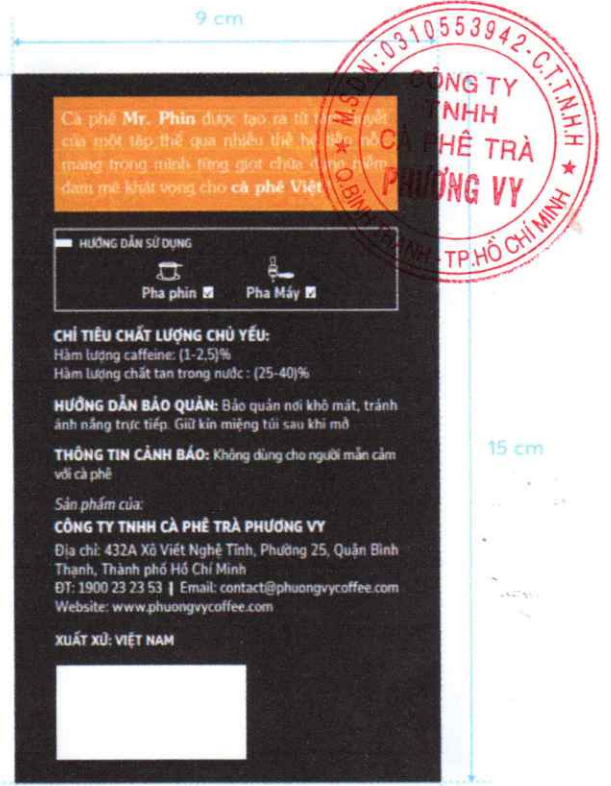 9 cm
M.S.D.N:0310553942-C.T.T.N.H.H
CÔNG TY
TNHH
CÀ PHÊ TRÀ
PHƯƠNG VY
Q.BÌNH THẠNH - TP.HỒ CHÍ MINH
Cà phê Mr. Phin được tạo ra từ tâm huyết
của một tập thể qua nhiều thế hệ tiếp nối
mang trong mình từng giọt chứa đựng niềm
đam mê khát vọng cho cà phê Việt
HƯỚNG DẪN SỬ DỤNG
Pha phin Pha Máy
CHỈ TIÊU CHẤT LƯỢNG CHỦ YẾU:
Hàm lượng caffeine: (1-2,5)%
Hàm lượng chất tan trong nước : (25-40)%
HƯỚNG DẪN BẢO QUẢN: Bảo quản nơi khô mát, tránh
ánh nắng trực tiếp. Giữ kín miệng túi sau khi mở
THÔNG TIN CẢNH BÁO: Không dùng cho người mẫn cảm
với cà phê
15 cm
Sản phẩm của:
CÔNG TY TNHH CÀ PHÊ TRÀ PHƯƠNG VY
Địa chỉ: 432A Xô Viết Nghệ Tĩnh, Phường 25, Quận Bình
Thạnh, Thành phố Hồ Chí Minh
ĐT: 1900 23 23 53 | Email: contact@phuongvycoffee.com
Website: www.phuongvycoffee.com
XUẤT XỨ: VIỆT NAM